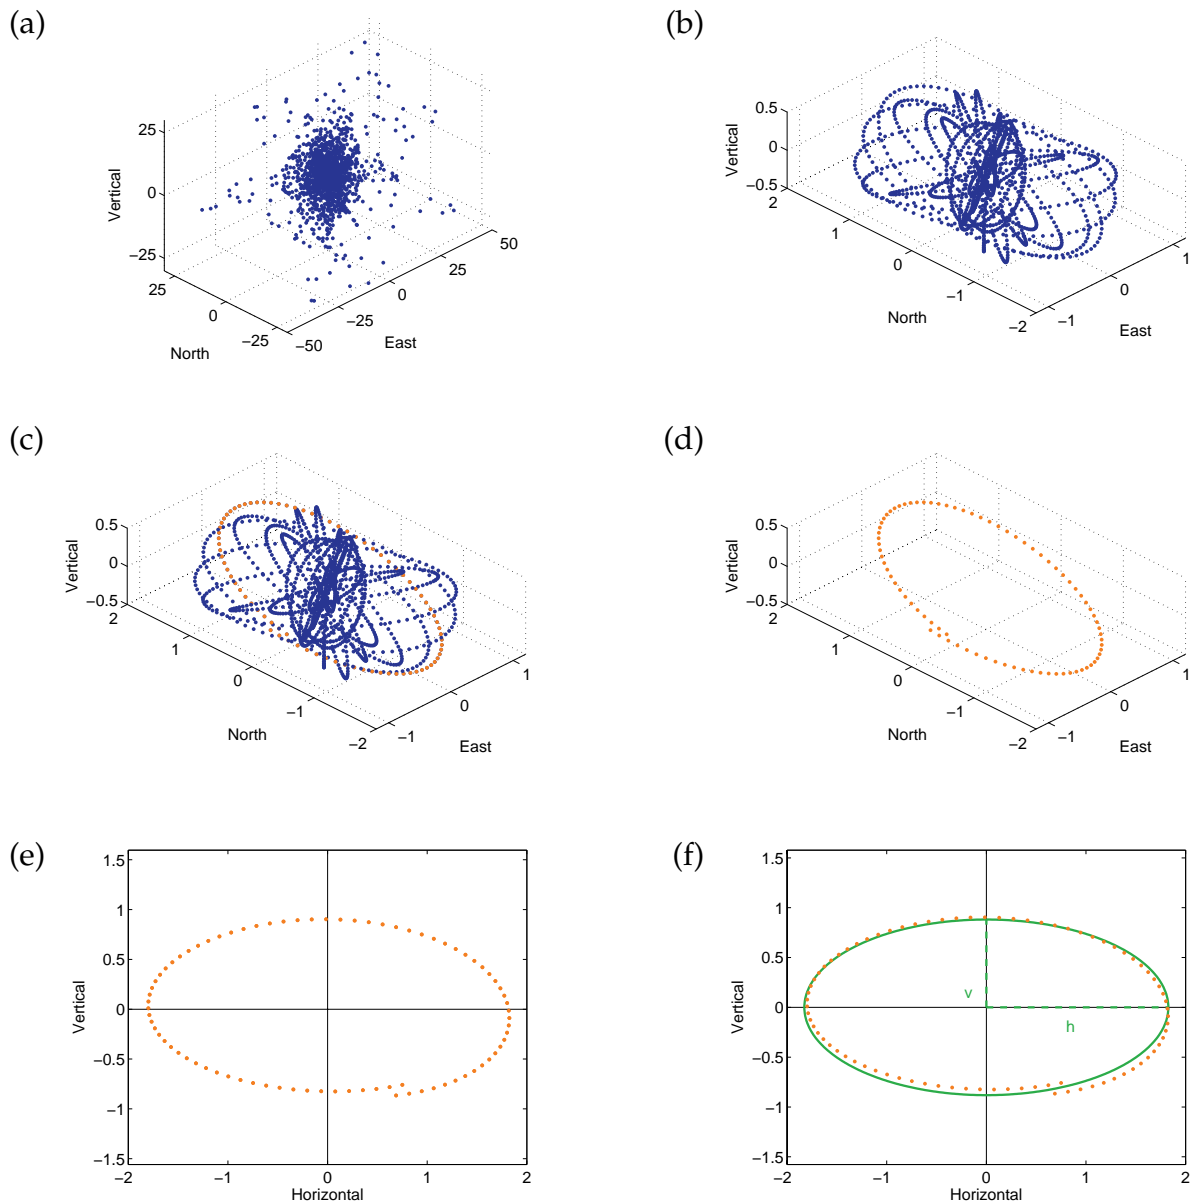 (a)
25
0
−25
Vertical
25
0
−25
North
−50
−25
0
25
50
East
(b)
0.5
0
−0.5
Vertical
2
1
0
−1
−2
North
−1
0
1
East
(c)
0.5
0
−0.5
Vertical
2
1
0
−1
−2
North
−1
0
1
East
(d)
0.5
0
−0.5
Vertical
2
1
0
−1
−2
North
−1
0
1
East
(e)
1.5
1
0.5
0
−0.5
−1
−1.5
Vertical
−2 −1 0 1 2
Horizontal
(f)
1.5
1
0.5
0
−0.5
−1
−1.5
Vertical
v
h
−2 −1 0 1 2
Horizontal